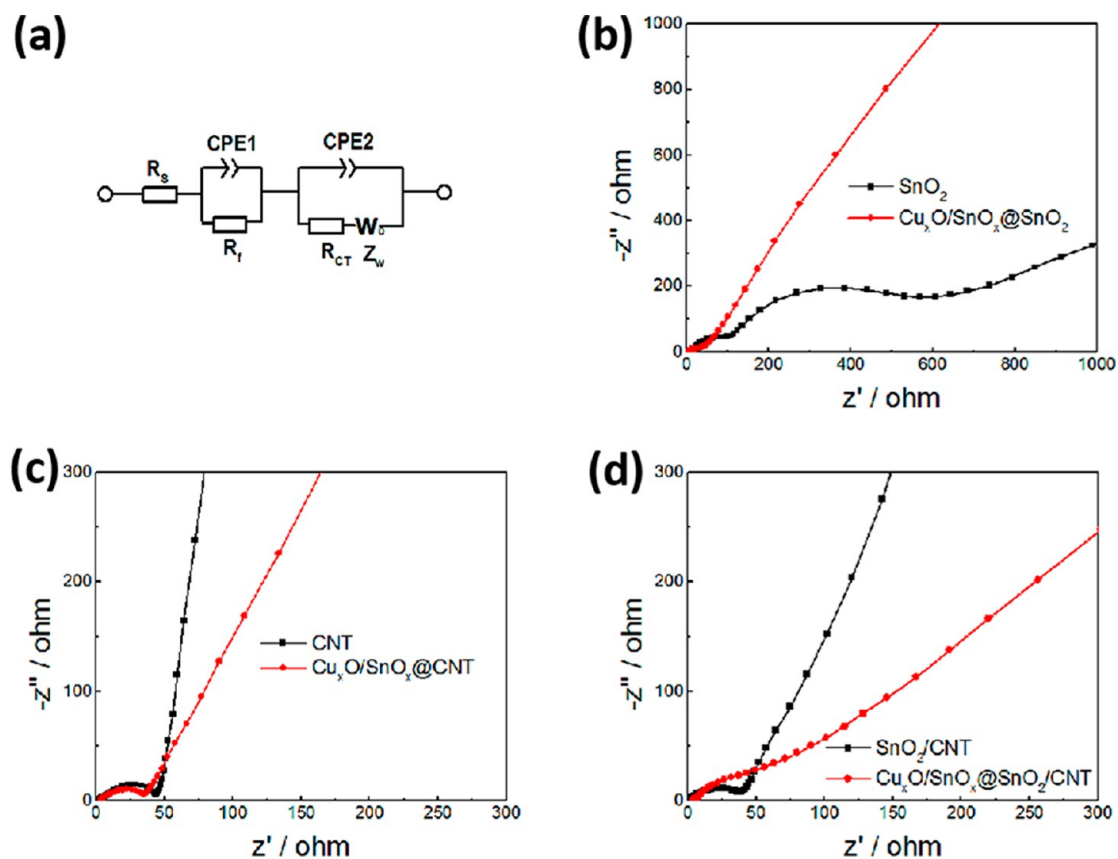 (a)
CPE1
CPE2
R_s
R_f
R_CT
W_o
Z_w
(b)
1000
800
600
400
200
0
-z'' / ohm
SnO₂
CuₓO/SnOₓ@SnO₂
0 200 400 600 800 1000
z' / ohm
(c)
300
200
100
0
-z'' / ohm
CNT
CuₓO/SnOₓ@CNT
0 50 100 150 200 250 300
z' / ohm
(d)
300
200
100
0
-z'' / ohm
SnO₂/CNT
CuₓO/SnOₓ@SnO₂/CNT
0 50 100 150 200 250 300
z' / ohm